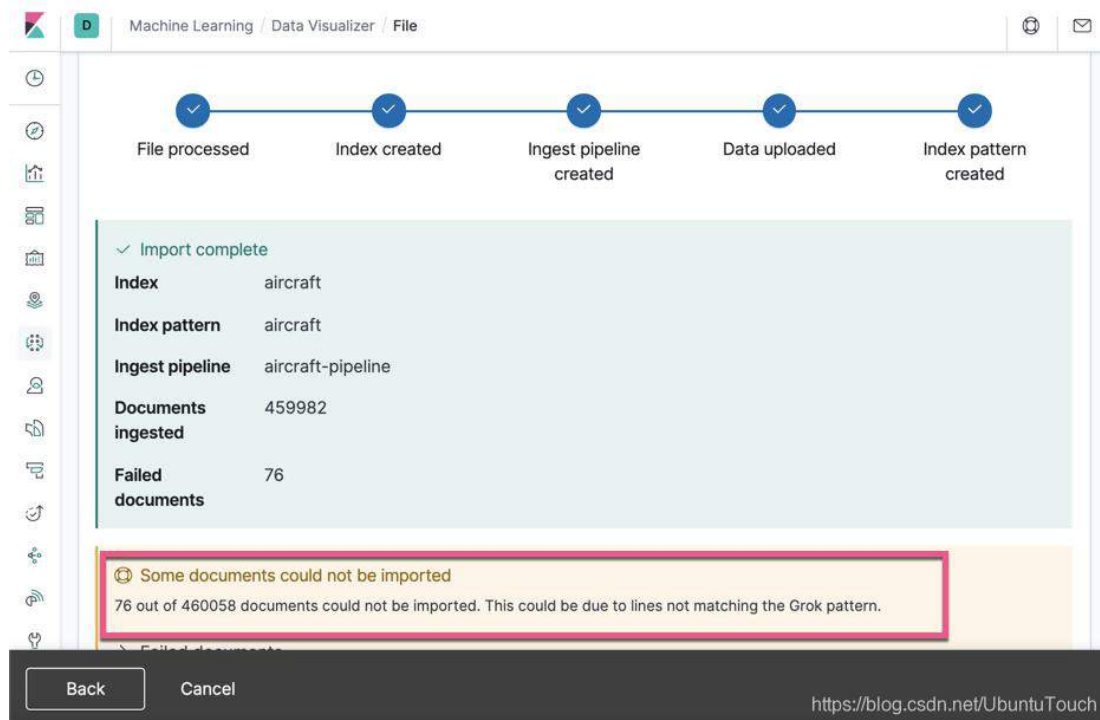 D Machine Learning / Data Visualizer / File
File processed
Index created
Ingest pipeline
created
Data uploaded
Index pattern
created
Import complete
Index aircraft
Index pattern aircraft
Ingest pipeline aircraft-pipeline
Documents 459982
ingested
Failed 76
documents
Some documents could not be imported
76 out of 460058 documents could not be imported. This could be due to lines not matching the Grok pattern.
Failed documents
Back Cancel
https://blog.csdn.net/UbuntuTouch